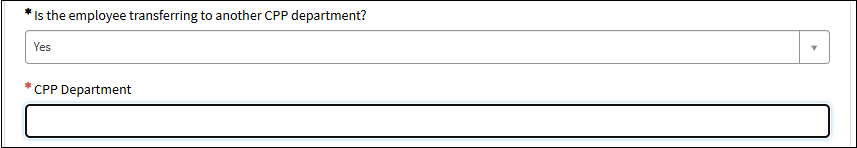 * Is the employee transferring to another CPP department?
Yes
* CPP Department